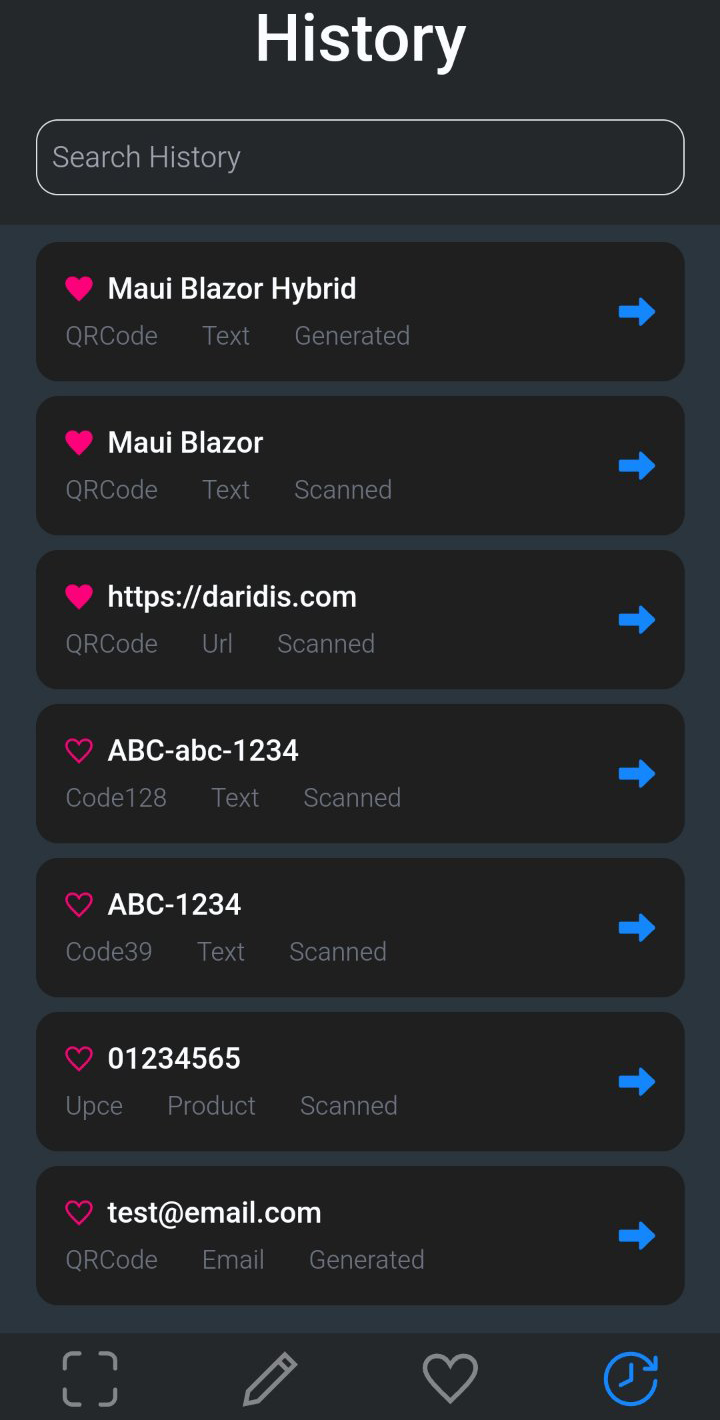 History
Search History
Maui Blazor Hybrid
QRCode Text Generated
Maui Blazor
QRCode Text Scanned
https://daridis.com
QRCode Url Scanned
ABC-abc-1234
Code128 Text Scanned
ABC-1234
Code39 Text Scanned
01234565
Upce Product Scanned
test@email.com
QRCode Email Generated